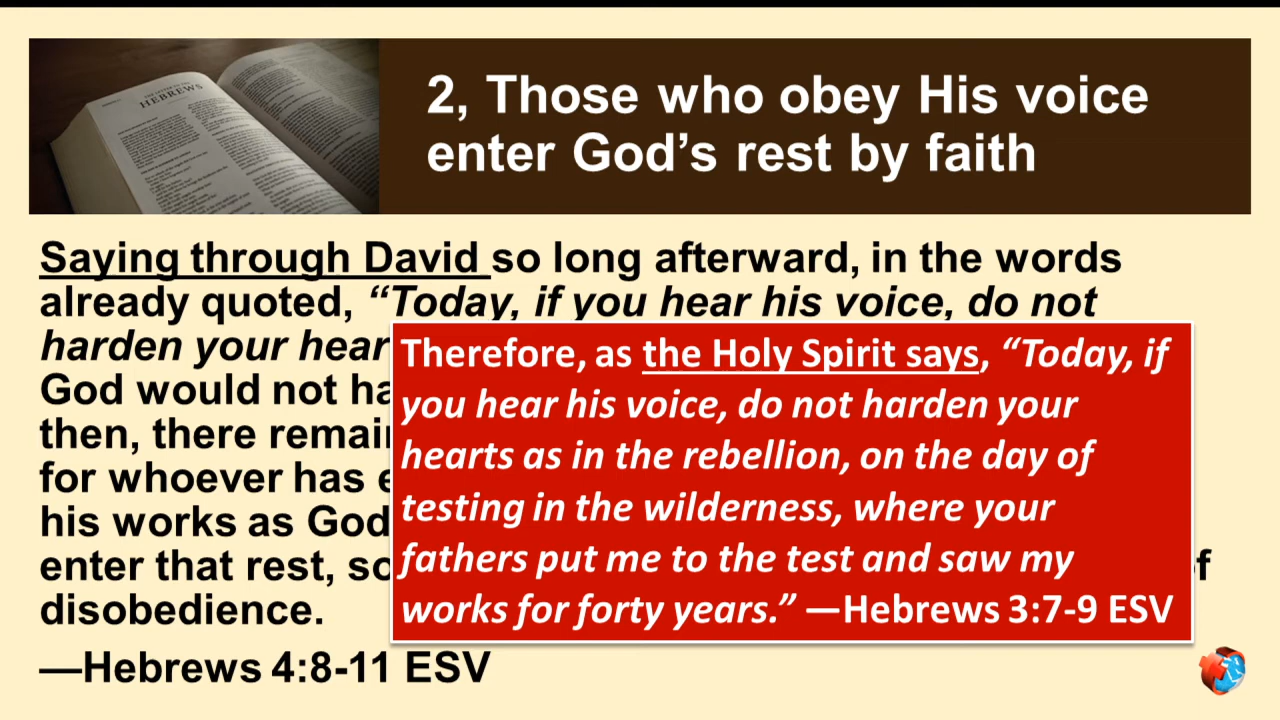 HEBREWS
2, Those who obey His voice
enter God’s rest by faith
Saying through David so long afterward, in the words
already quoted, “Today, if you hear his voice, do not
harden your hear
God would not ha
then, there remain
for whoever has e
his works as God
enter that rest, so
of
disobedience.
—Hebrews 4:8-11 ESV
Therefore, as the Holy Spirit says, “Today, if
you hear his voice, do not harden your
hearts as in the rebellion, on the day of
testing in the wilderness, where your
fathers put me to the test and saw my
works for forty years.” —Hebrews 3:7-9 ESV